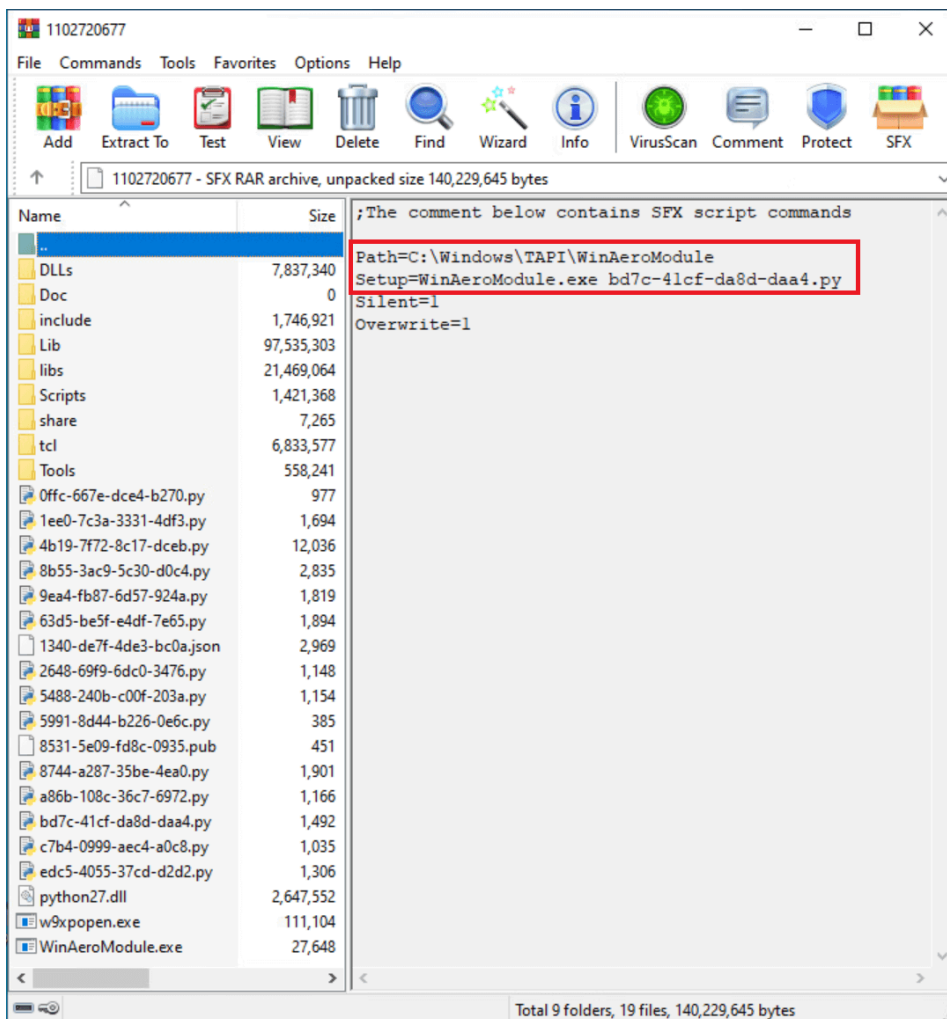 1102720677
File Commands Tools Favorites Options Help
Add Extract To Test View Delete Find Wizard Info VirusScan Comment Protect SFX
1102720677 - SFX RAR archive, unpacked size 140,229,645 bytes
Name Size
..
DLLs 7,837,340
Doc 0
include 1,746,921
Lib 97,535,303
libs 21,469,064
Scripts 1,421,368
share 7,265
tcl 6,833,577
Tools 558,241
0ffc-667e-dce4-b270.py 977
1ee0-7c3a-3331-4df3.py 1,694
4b19-7f72-8c17-dceb.py 12,036
8b55-3ac9-5c30-d0c4.py 2,835
9ea4-fb87-6d57-924a.py 1,819
63d5-be5f-e4df-7e65.py 1,894
1340-de7f-4de3-bc0a.json 2,969
2648-69f9-6dc0-3476.py 1,148
5488-240b-c00f-203a.py 1,154
5991-8d44-b226-0e6c.py 385
8531-5e09-fd8c-0935.pub 451
8744-a287-35be-4ea0.py 1,901
a86b-108c-36c7-6972.py 1,166
bd7c-41cf-da8d-daa4.py 1,492
c7b4-0999-aec4-a0c8.py 1,035
edc5-4055-37cd-d2d2.py 1,306
python27.dll 2,647,552
w9xpopen.exe 111,104
WinAeroModule.exe 27,648
;The comment below contains SFX script commands
Path=C:\Windows\TAPI\WinAeroModule
Setup=WinAeroModule.exe bd7c-41cf-da8d-daa4.py
Silent=1
Overwrite=1
Total 9 folders, 19 files, 140,229,645 bytes